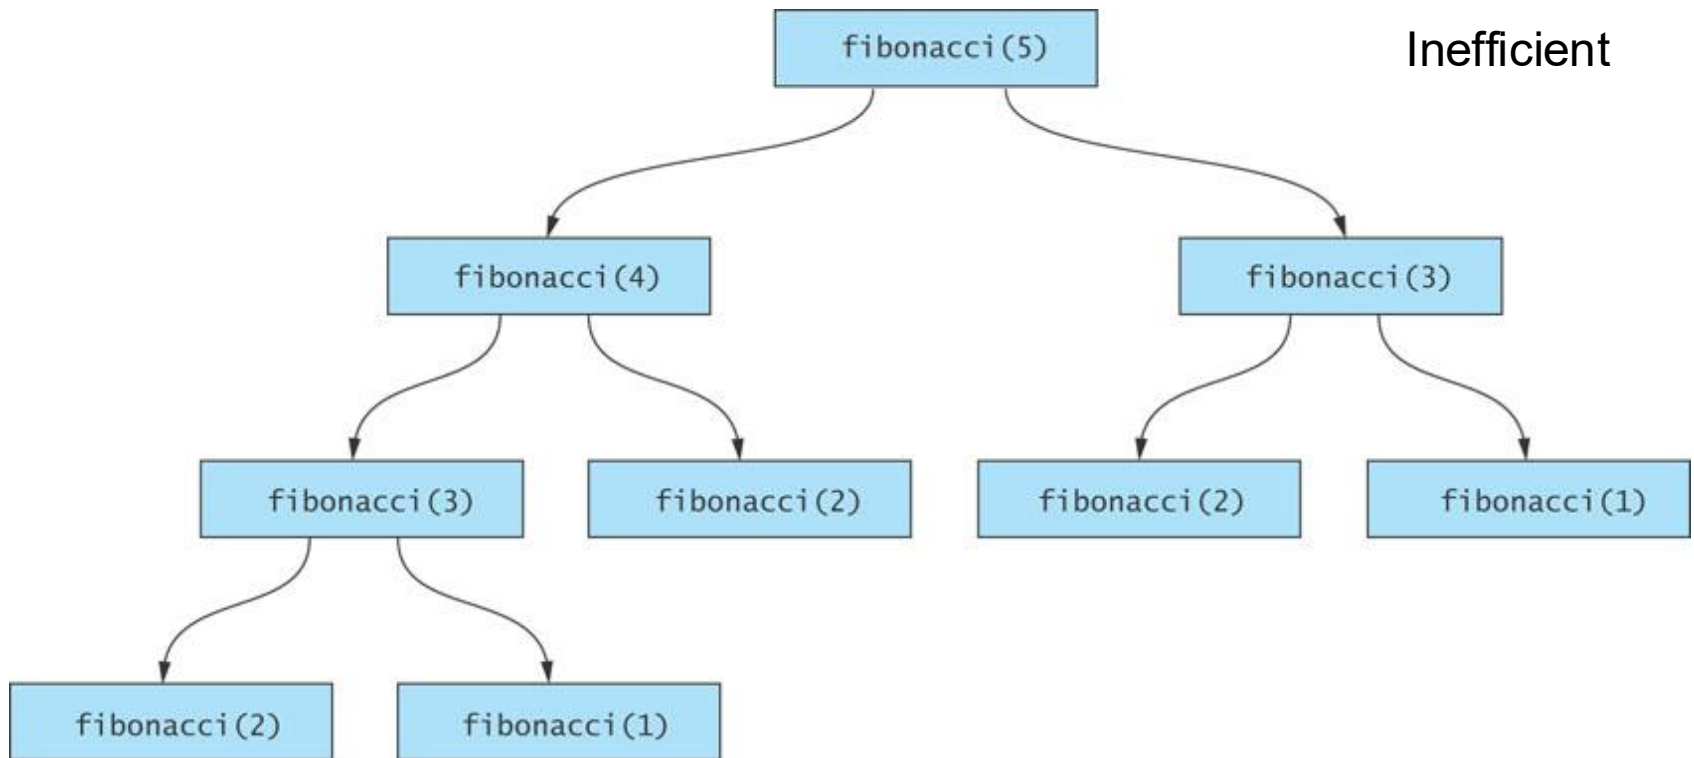 fibonacci(5)
Inefficient
fibonacci(4)
fibonacci(3)
fibonacci(3)
fibonacci(2)
fibonacci(2)
fibonacci(1)
fibonacci(2)
fibonacci(1)